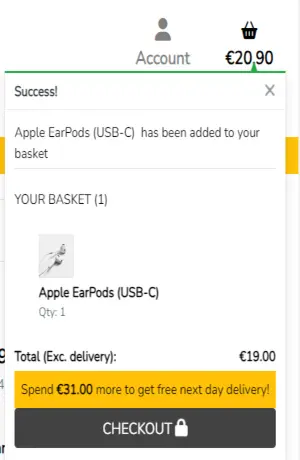 Account
€20.90
Success!
X
Apple EarPods (USB-C) has been added to your
basket
YOUR BASKET (1)
Apple EarPods (USB-C)
Qty: 1
Total (Exc. delivery): €19.00
Spend €31.00 more to get free next day delivery!
CHECKOUT